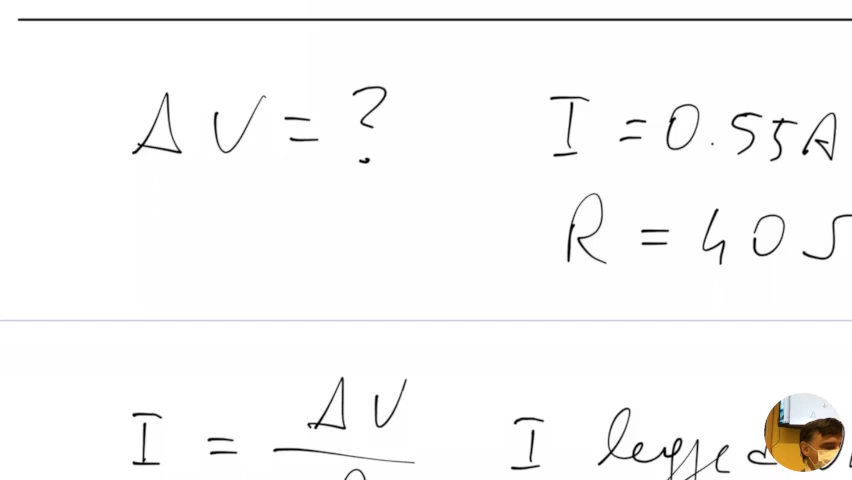 ΔV = ? I = 0.55A
R = 40
I = ΔV
I legge